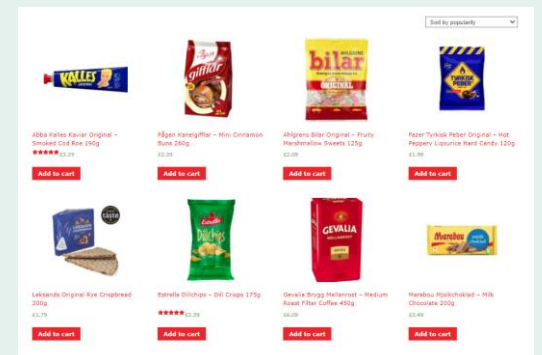 Sort by popularity
KALLES
Pågen
gifflar
AHLGRENS
bilar
ORIGINAL
TYRKISK
PEBER
Abba Kalles Kaviar Original –
Smoked Cod Roe 190g
Pågen Kanelgifflar – Mini Cinnamon
Buns 260g
Ahlgrens Bilar Original – Fruity
Marshmallow Sweets 125g
Fazer Tyrkisk Peber Original – Hot
Peppery Liquorice Hard Candy 120g
£3.29
£2.39
£2.09
£1.98
Add to cart
Add to cart
Add to cart
Add to cart
taste
Estrella
Dillchips
GEVALIA
Marabou
Leksands Original Rye Crispbread
200g
Estrella Dillchips – Dill Crisps 175g
Gevalia Brygg Mellanrost – Medium
Roast Filter Coffee 450g
Marabou Mjölkchoklad – Milk
Chocolate 200g
£1.79
£6.09
£3.49
Add to cart
Add to cart
Add to cart
Add to cart